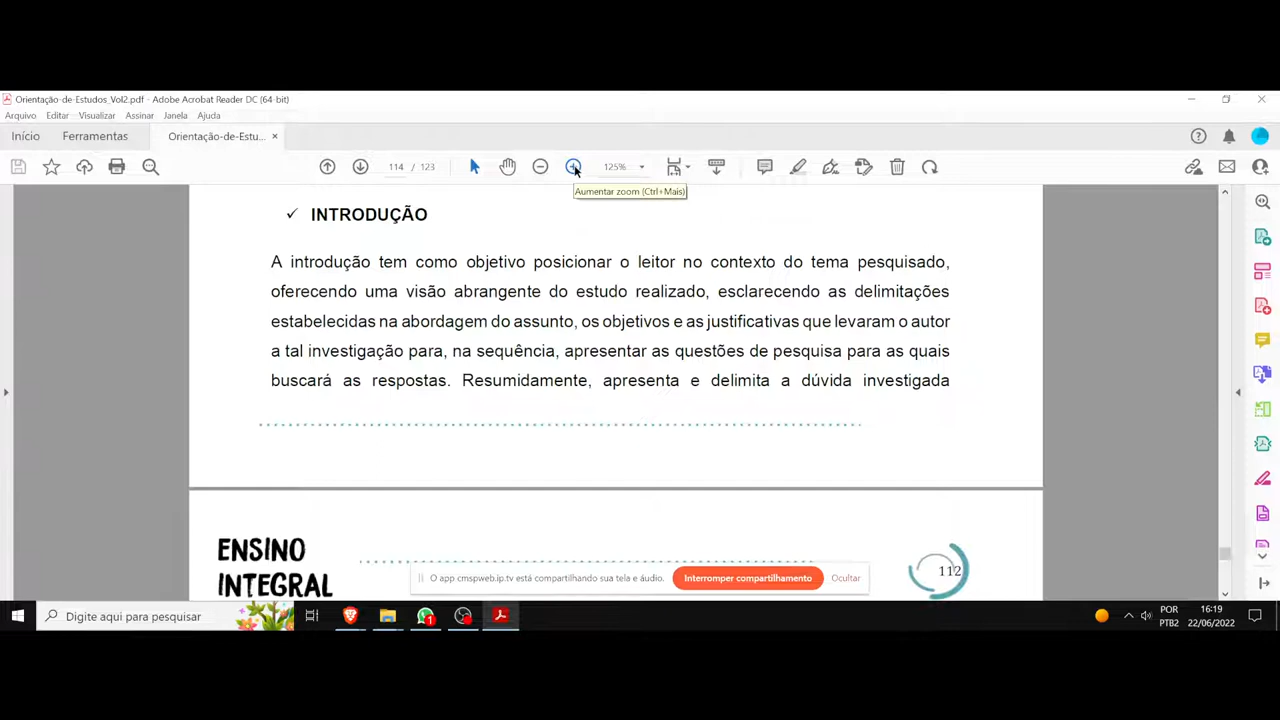 Orientação-de-Estudos_Vol2.pdf - Adobe Acrobat Reader DC (64-bit)
Arquivo Editar Visualizar Assinar Janela Ajuda
Início Ferramentas Orientação-de-Estu... ×
114 / 123 125%
Aumentar zoom (Ctrl+Mais)
✓ INTRODUÇÃO
A introdução tem como objetivo posicionar o leitor no contexto do tema pesquisado,
oferecendo uma visão abrangente do estudo realizado, esclarecendo as delimitações
estabelecidas na abordagem do assunto, os objetivos e as justificativas que levaram o autor
a tal investigação para, na sequência, apresentar as questões de pesquisa para as quais
buscará as respostas. Resumidamente, apresenta e delimita a dúvida investigada
ENSINO
INTEGRAL
112
O app cmspweb.ip.tv está compartilhando sua tela e áudio. Interromper compartilhamento Ocultar
Digite aqui para pesquisar
1
POR 16:19
PTB2 22/06/2022